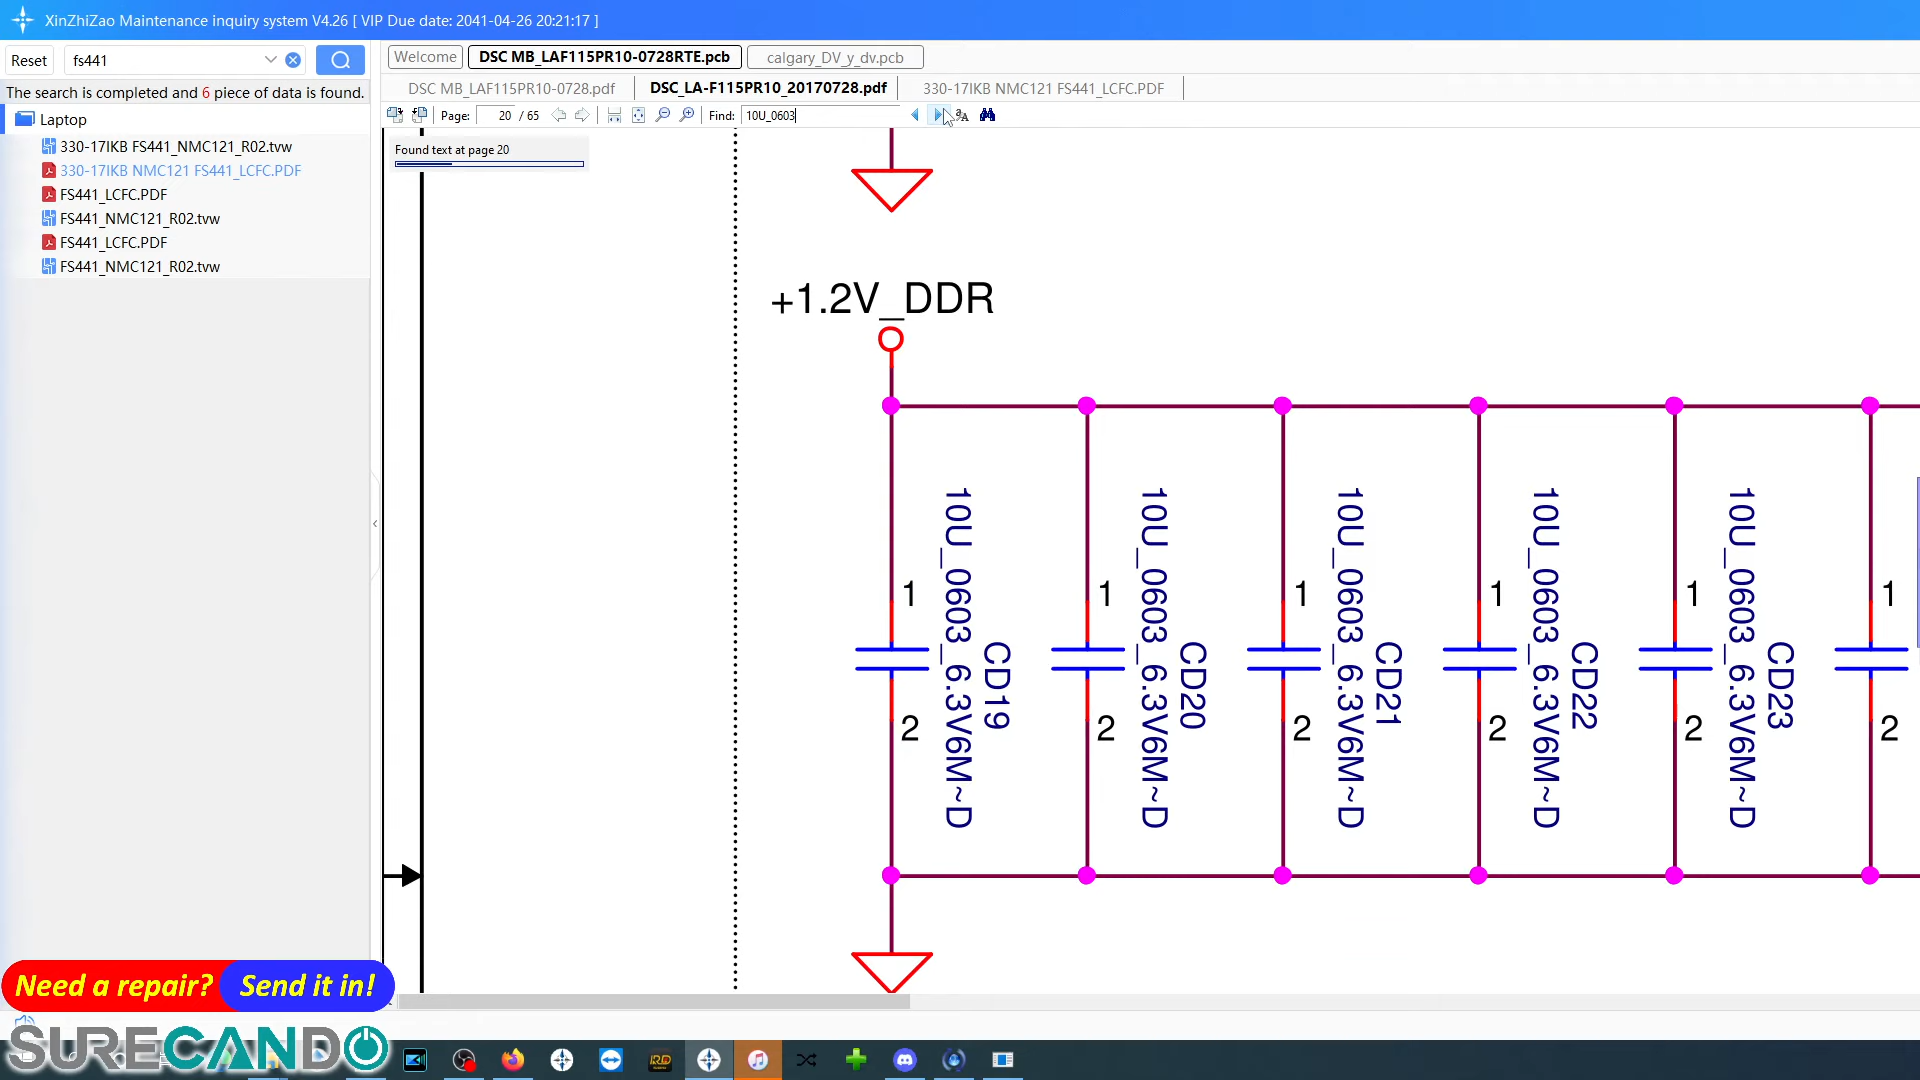 XinZhiZao Maintenance inquiry system V4.26 [ VIP Due date: 2041-04-26 20:21:17 ]
Reset
fs441
Welcome
DSC MB_LAF115PR10-0728RTE.pcb
calgary_DV_y_dv.pcb
The search is completed and 6 piece of data is found.
DSC MB_LAF115PR10-0728.pdf
DSC_LA-F115PR10_20170728.pdf
330-17IKB NMC121 FS441_LCFC.PDF
Page: 20 / 65
Find: 10U_0603
Laptop
330-17IKB FS441_NMC121_R02.tvw
330-17IKB NMC121 FS441_LCFC.PDF
FS441_LCFC.PDF
FS441_NMC121_R02.tvw
FS441_LCFC.PDF
FS441_NMC121_R02.tvw
Found text at page 20
+1.2V_DDR
1
2
10U_0603_6.3V6M~D
CD19
1
2
10U_0603_6.3V6M~D
CD20
1
2
10U_0603_6.3V6M~D
CD21
1
2
10U_0603_6.3V6M~D
CD22
1
2
10U_0603_6.3V6M~D
CD23
1
2
Need a repair? Send it in!
SURECANDO
RD